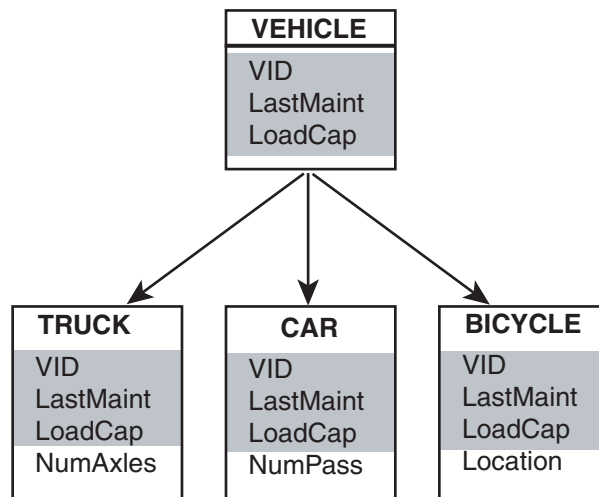 VEHICLE
VID
LastMaint
LoadCap
TRUCK
VID
LastMaint
LoadCap
NumAxles
CAR
VID
LastMaint
LoadCap
NumPass
BICYCLE
VID
LastMaint
LoadCap
Location